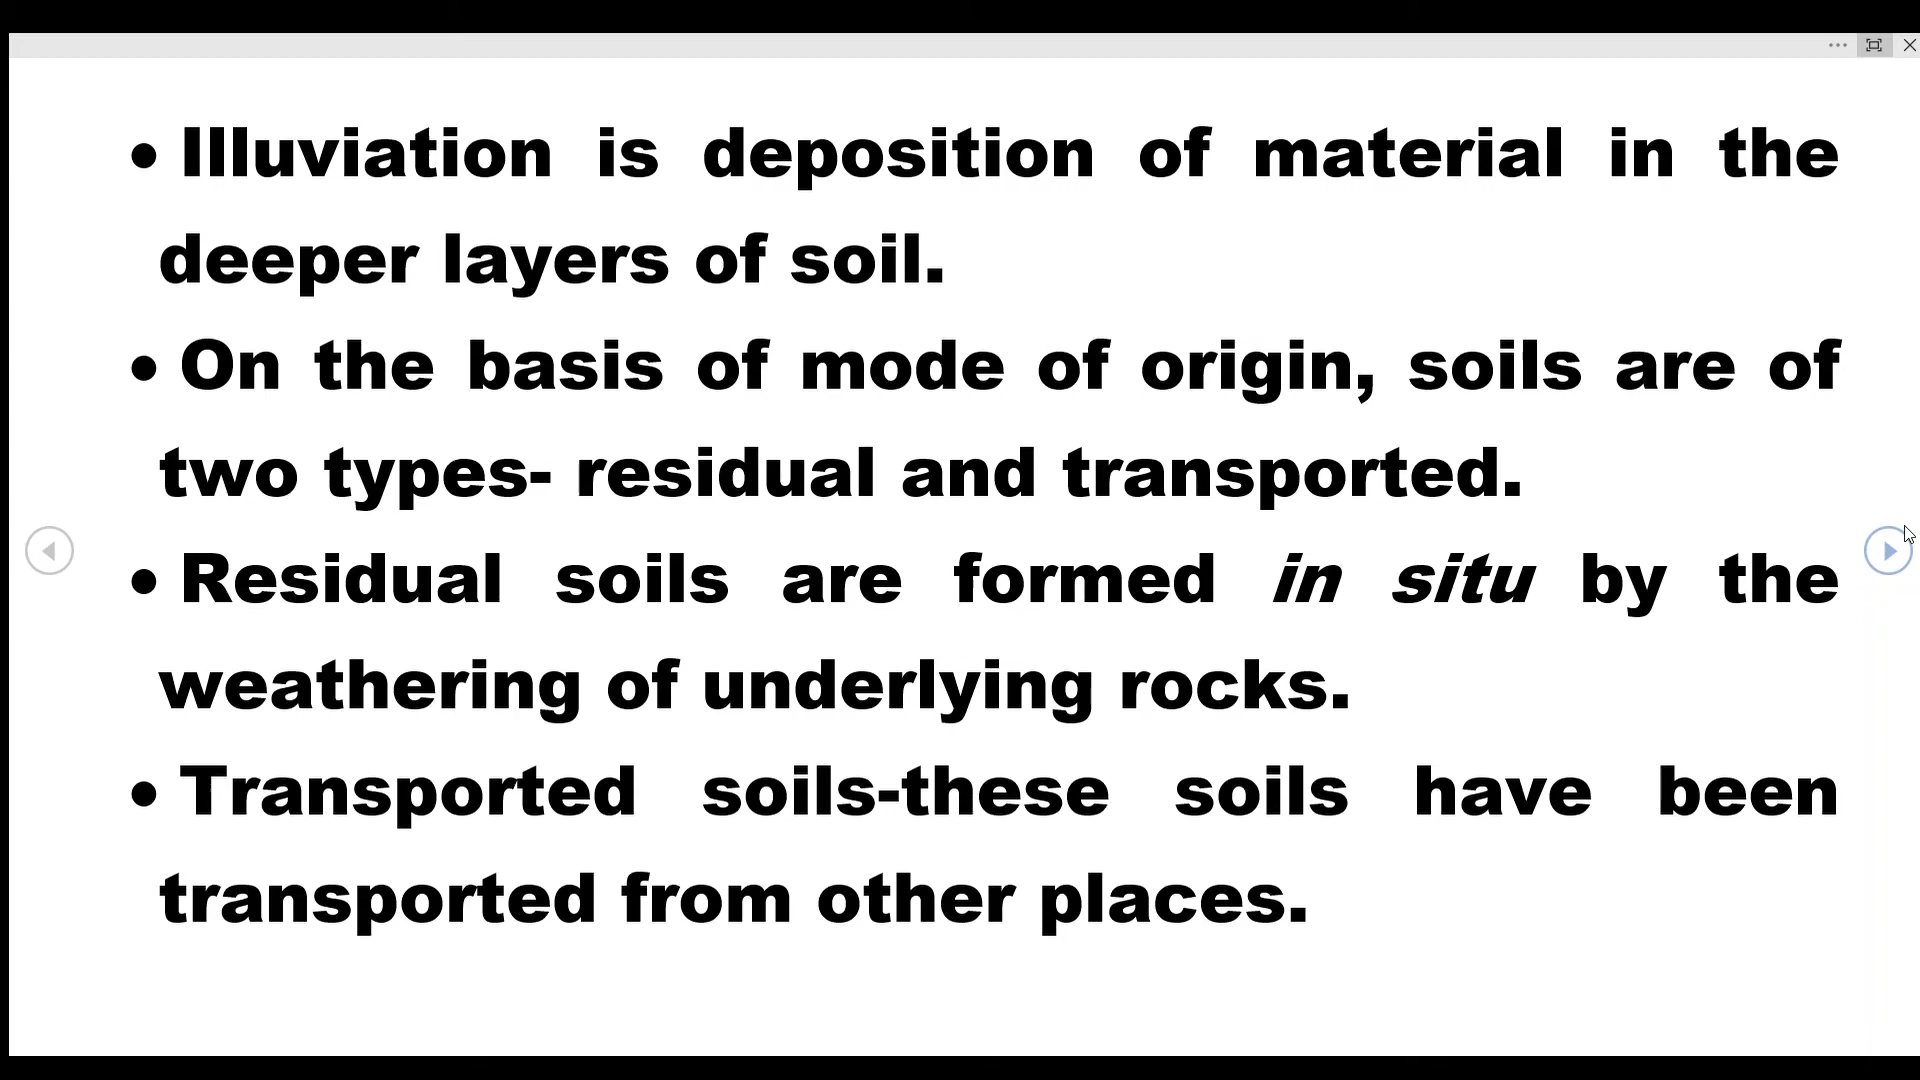 • Illuviation is deposition of material in the
deeper layers of soil.
• On the basis of mode of origin, soils are of
two types- residual and transported.
• Residual soils are formed in situ by the
weathering of underlying rocks.
• Transported soils-these soils have been
transported from other places.